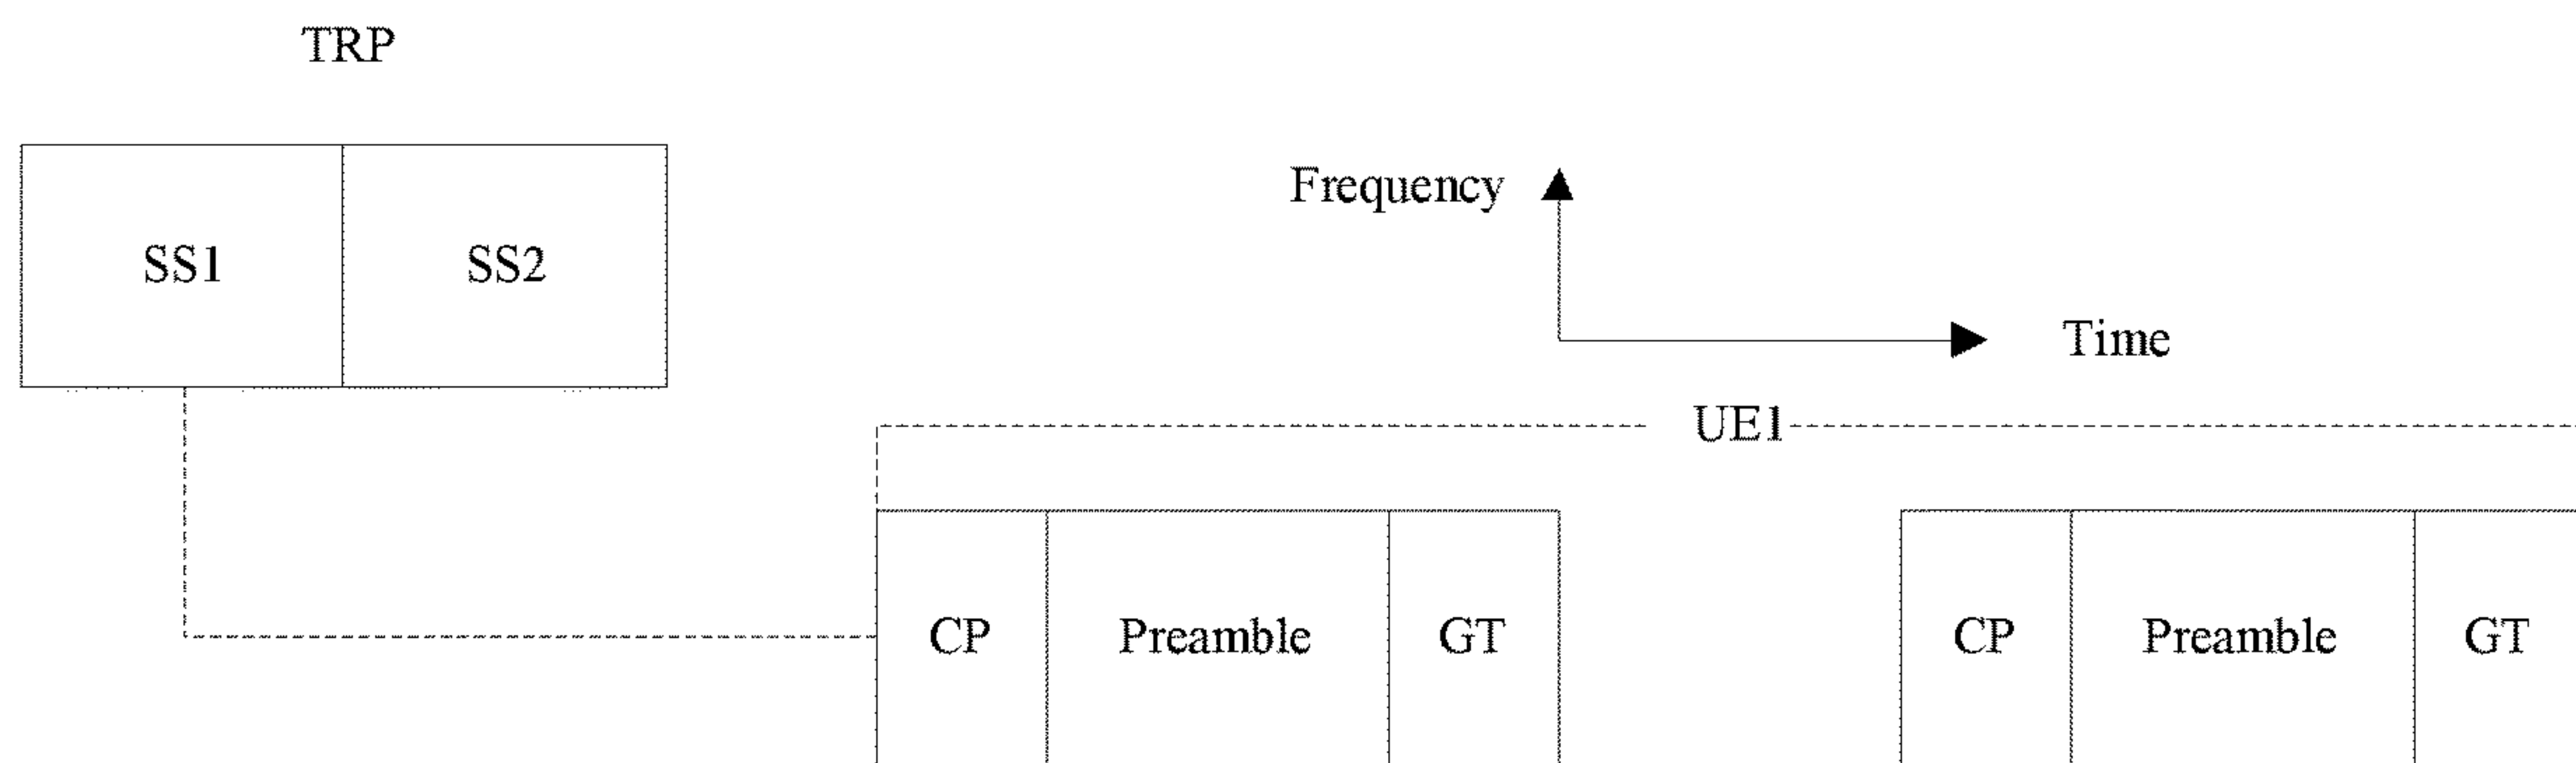 TRP
SS1 SS2
Frequency
Time
UE1
CP Preamble GT CP Preamble GT